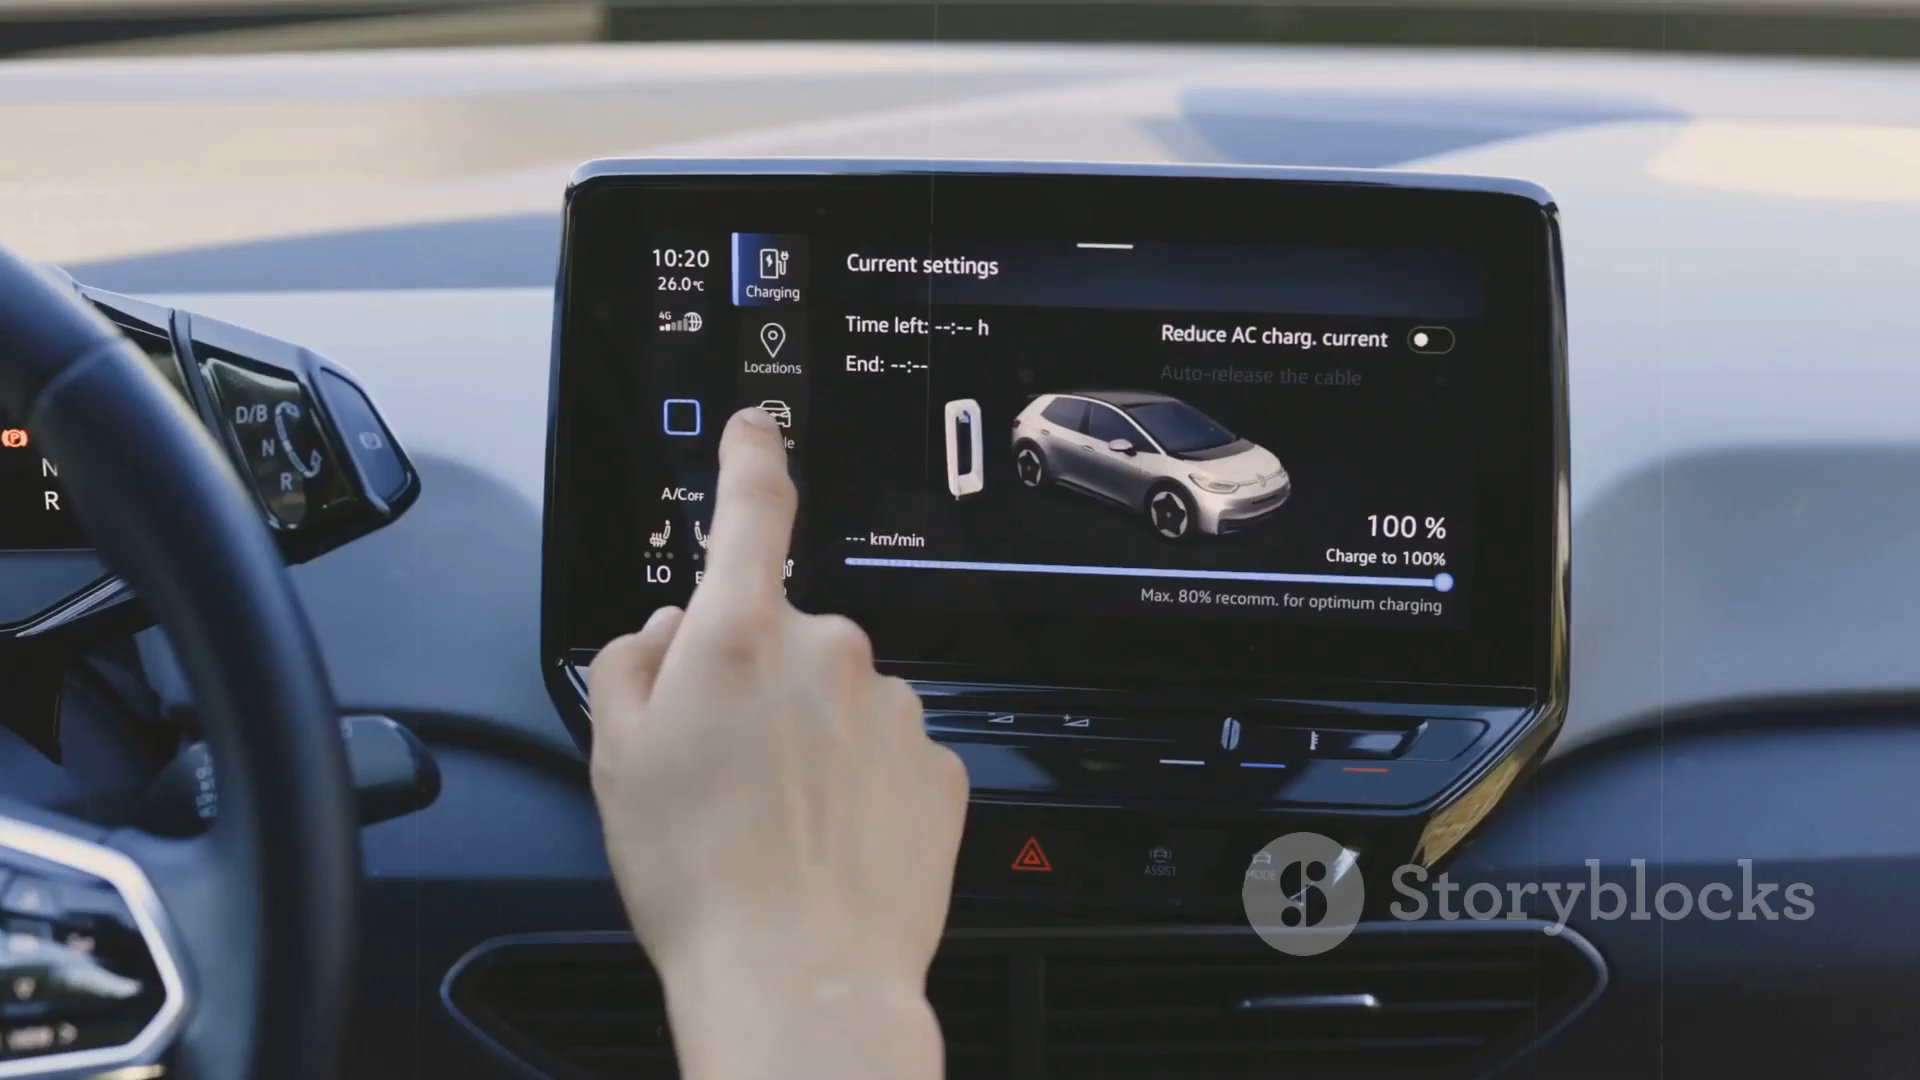 10:20
26.0°C
4G
Charging
Locations
Current settings
Time left: --:-- h
End: --:--
Reduce AC charg. current
Auto-release the cable
A/C OFF
LO
--- km/min
100 %
Charge to 100%
Max. 80% recomm. for optimum charging
D/B
N
R
N
R
ASSIST
MODE
Storyblocks